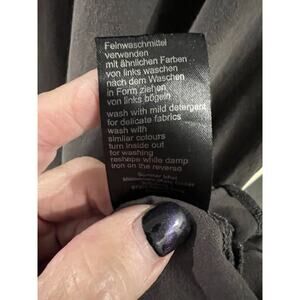 Feinwaschmittel
verwenden
mit ähnlichen Farben
von links waschen
nach dem Waschen
in Form ziehen
von links bügeln
wash with mild detergent
for delicate fabrics
wash with
similar colours
turn inside out
for washing
reshape while damp
iron on the reverse